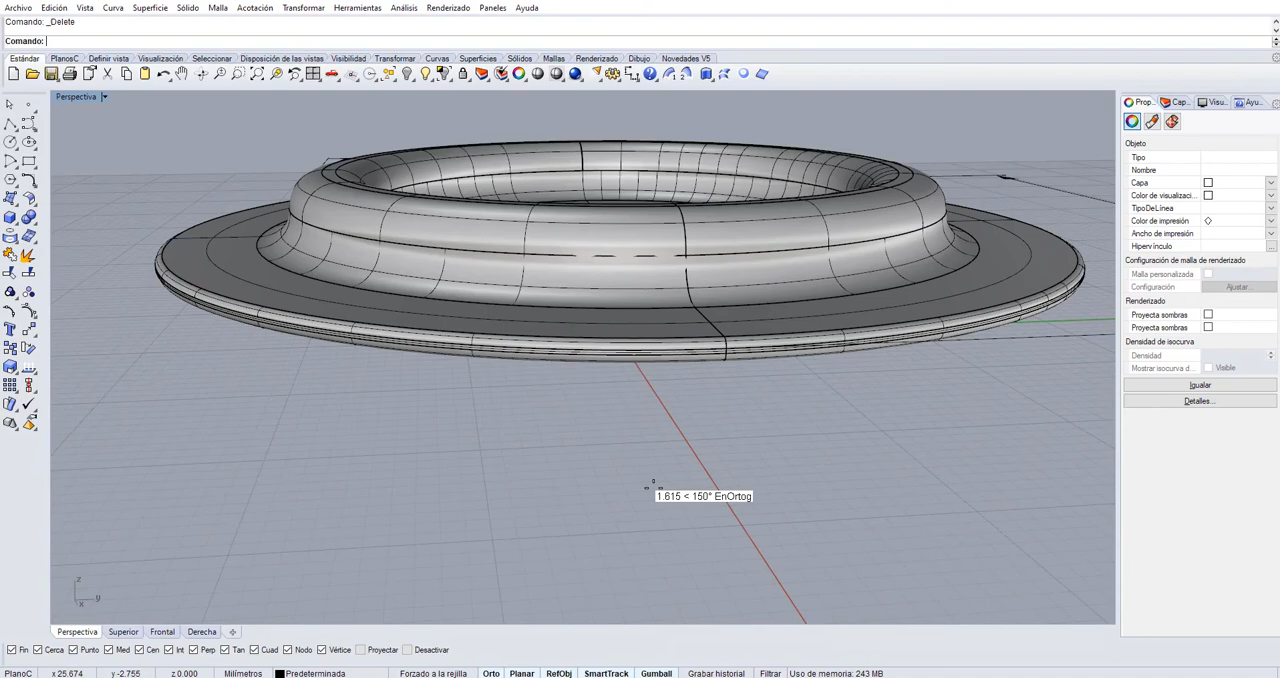 Archivo Edición Vista Curva Superficie Sólido Malla Acotación Transformar Herramientas Análisis Renderizado Paneles Ayuda
Comando: _Delete
Comando:
Estándar PlanosC Definir vista Visualización Seleccionar Disposición de las vistas Visibilidad Transformar Curvas Superficies Sólidos Mallas Renderizado Dibujo Novedades V5
Perspectiva
Prop... Cap... Visu... Ayu...
Objeto
Tipo
Nombre
Capa
Color de visualizaci...
TipoDeLínea
Color de impresión
Ancho de impresión
Hipervínculo ...
Configuración de malla de renderizado
Malla personalizada
Configuración Ajustar...
Renderizado
Proyecta sombras
Proyecta sombras
Densidad de isocurva
Densidad
Mostrar isocurva d... Visible
Igualar
Detalles...
1.615 < 150° EnOrtog
z
y
x
Perspectiva Superior Frontal Derecha
Fin Cerca Punto Med Cen Int Perp Tan Cuad Nodo Vértice Proyectar Desactivar
PlanoC x 25.674 y -2.755 z 0.000 Milímetros Predeterminada Forzado a la rejilla Orto Planar RefObj SmartTrack Gumball Grabar historial Filtrar Uso de memoria: 243 MB